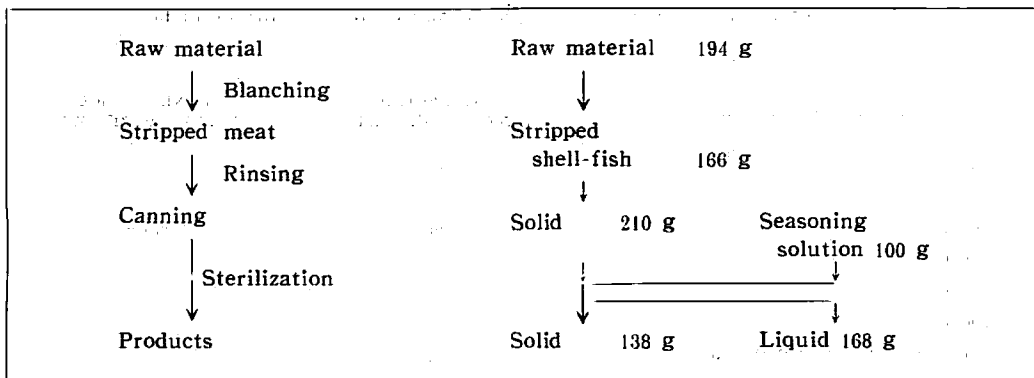 Raw material Raw material 194 g
Blanching
Stripped meat Stripped
shell-fish 166 g
Rinsing
Canning Solid 210 g Seasoning
solution 100 g
Sterilization
Products Solid 138 g Liquid 168 g